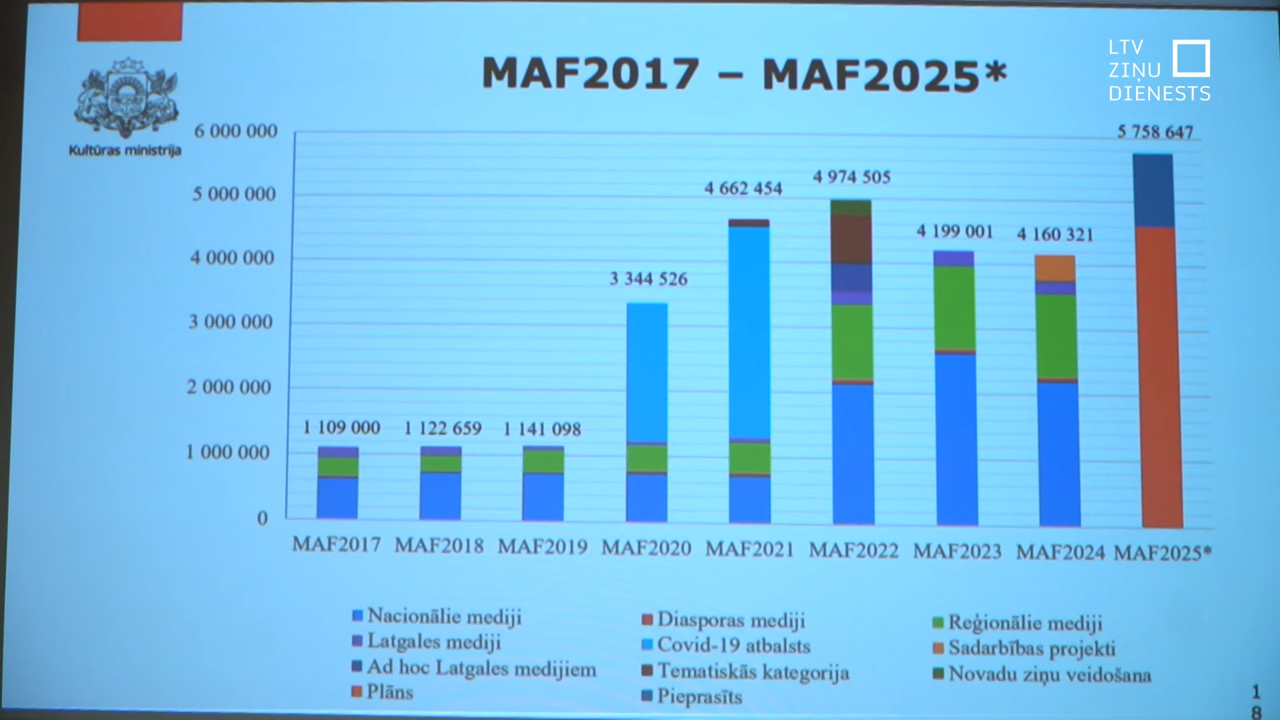 MAF2017 – MAF2025*
LTV
ZIŅU
DIENESTS
Kultūras ministrija
6 000 000
5 000 000
4 000 000
3 000 000
2 000 000
1 000 000
0
1 109 000
1 122 659
1 141 098
3 344 526
4 662 454
4 974 505
4 199 001
4 160 321
5 758 647
MAF2017 MAF2018 MAF2019 MAF2020 MAF2021 MAF2022 MAF2023 MAF2024 MAF2025*
Nacionālie mediji Diasporas mediji Reģionālie mediji
Latgales mediji Covid-19 atbalsts Sadarbības projekti
Ad hoc Latgales medijiem Tematiskās kategorija Novadu ziņu veidošana
Plāns Pieprasīts
1
8